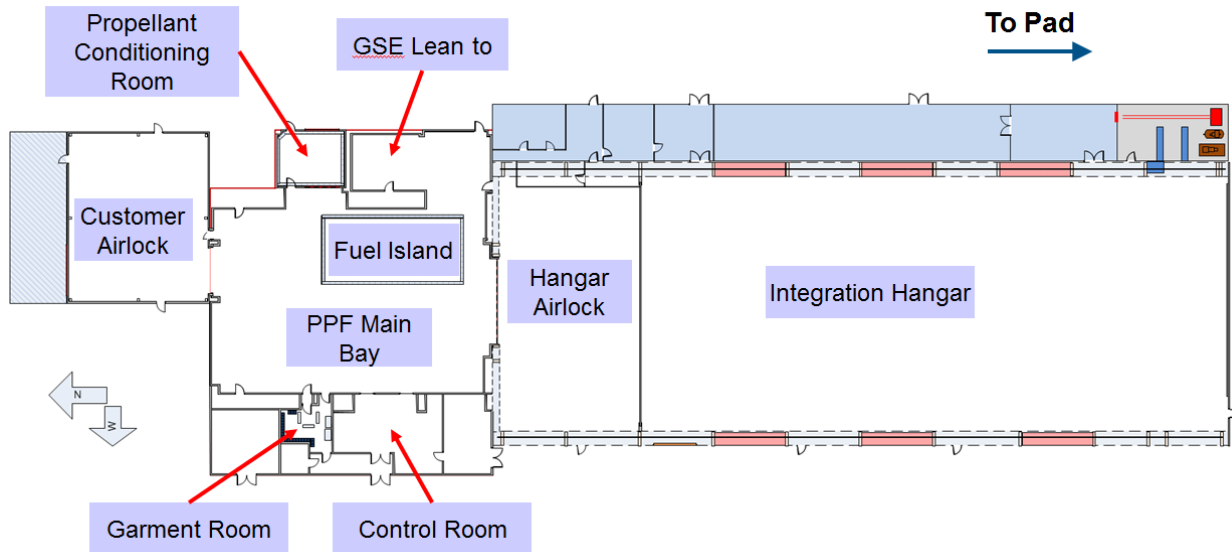 Propellant
Conditioning
Room
GSE Lean to
To Pad
Customer
Airlock
Fuel Island
Hangar
Airlock
Integration Hangar
PPF Main
Bay
N
W
Garment Room
Control Room